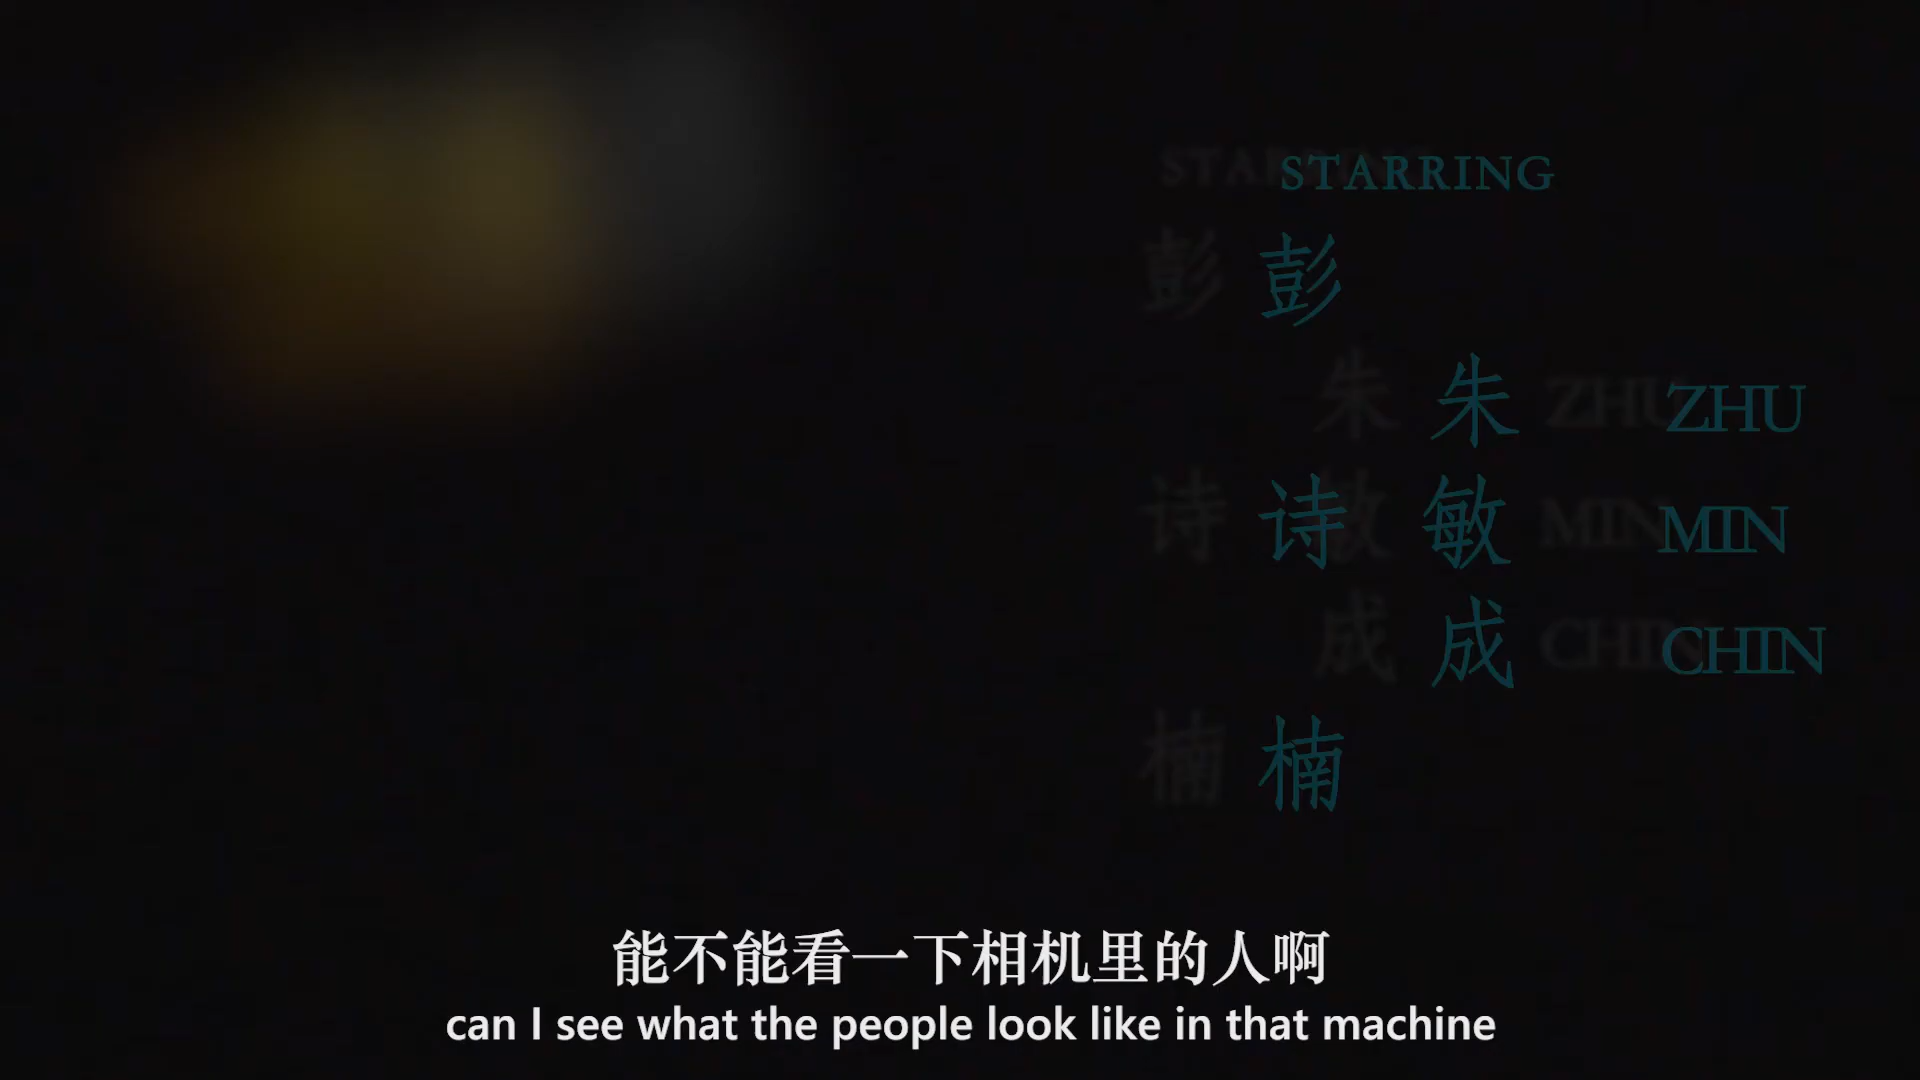 STARRING
彭
朱 ZHU
诗 敏 MIN
成 CHIN
楠
能不能看一下相机里的人啊
can I see what the people look like in that machine